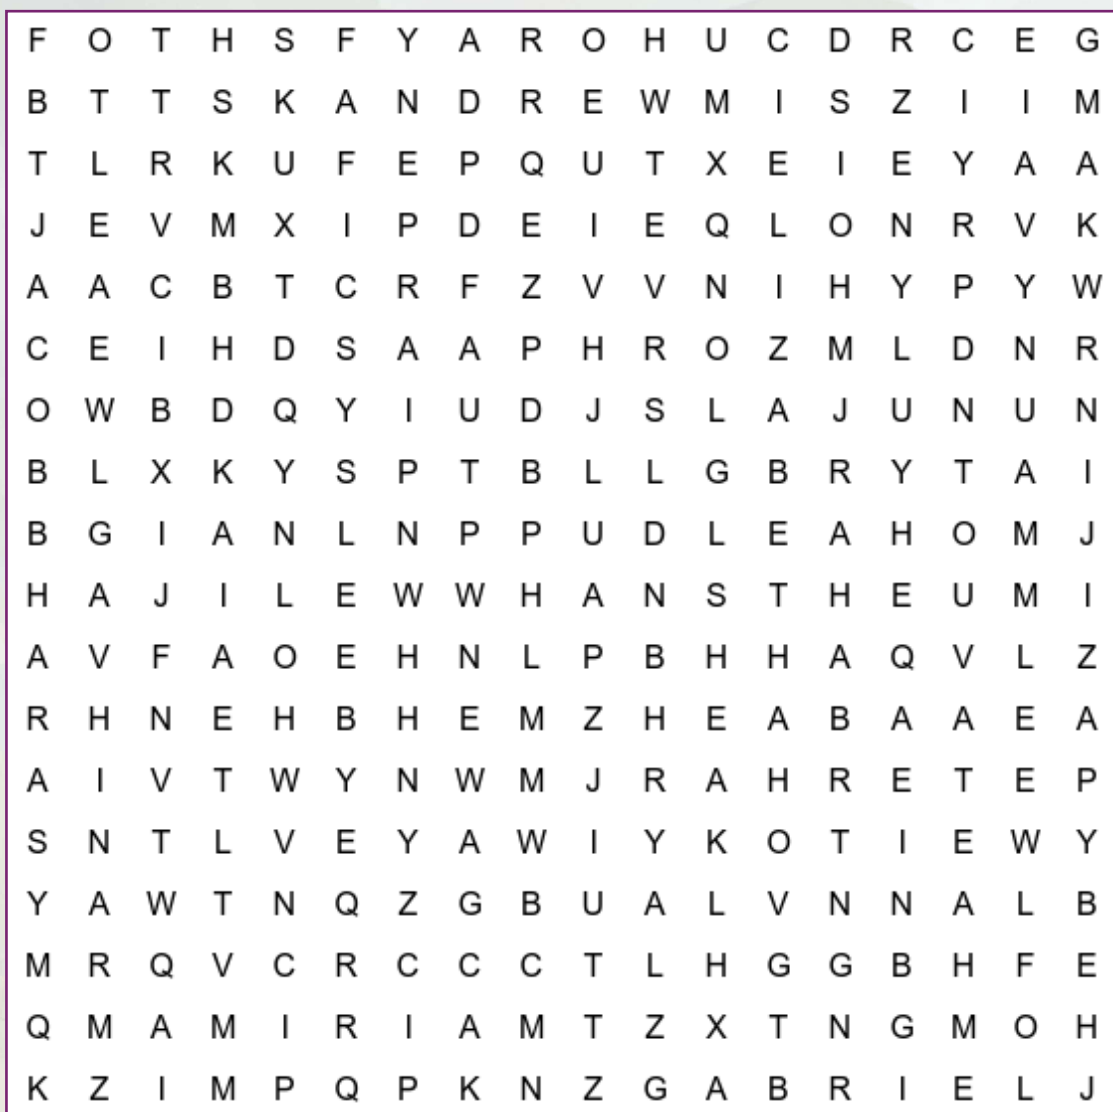 F O T H S F Y A R O H U C D R C E G
B T T S K A N D R E W M I S Z I I M
T L R K U F E P Q U T X E I E Y A A
J E V M X I P D E I E Q L O N R V K
A A C B T C R F Z V V N I H Y P Y W
C E I H D S A A P H R O Z M L D N R
O W B D Q Y I U D J S L A J U N U N
B L X K Y S P T B L L G B R Y T A I
B G I A N L N P P U D L E A H O M J
H A J I L E W W H A N S T H E U M I
A V F A O E H N L P B H H A Q V L Z
R H N E H B H E M Z H E A B A A E A
A I V T W Y N W M J R A H R E T E P
S N T L V E Y A W I Y K O T I E W Y
Y A W T N Q Z G B U A L V N N A L B
M R Q V C R C C C T L H G G B H F E
Q M A M I R I A M T Z X T N G M O H
K Z I M P Q P K N Z G A B R I E L J